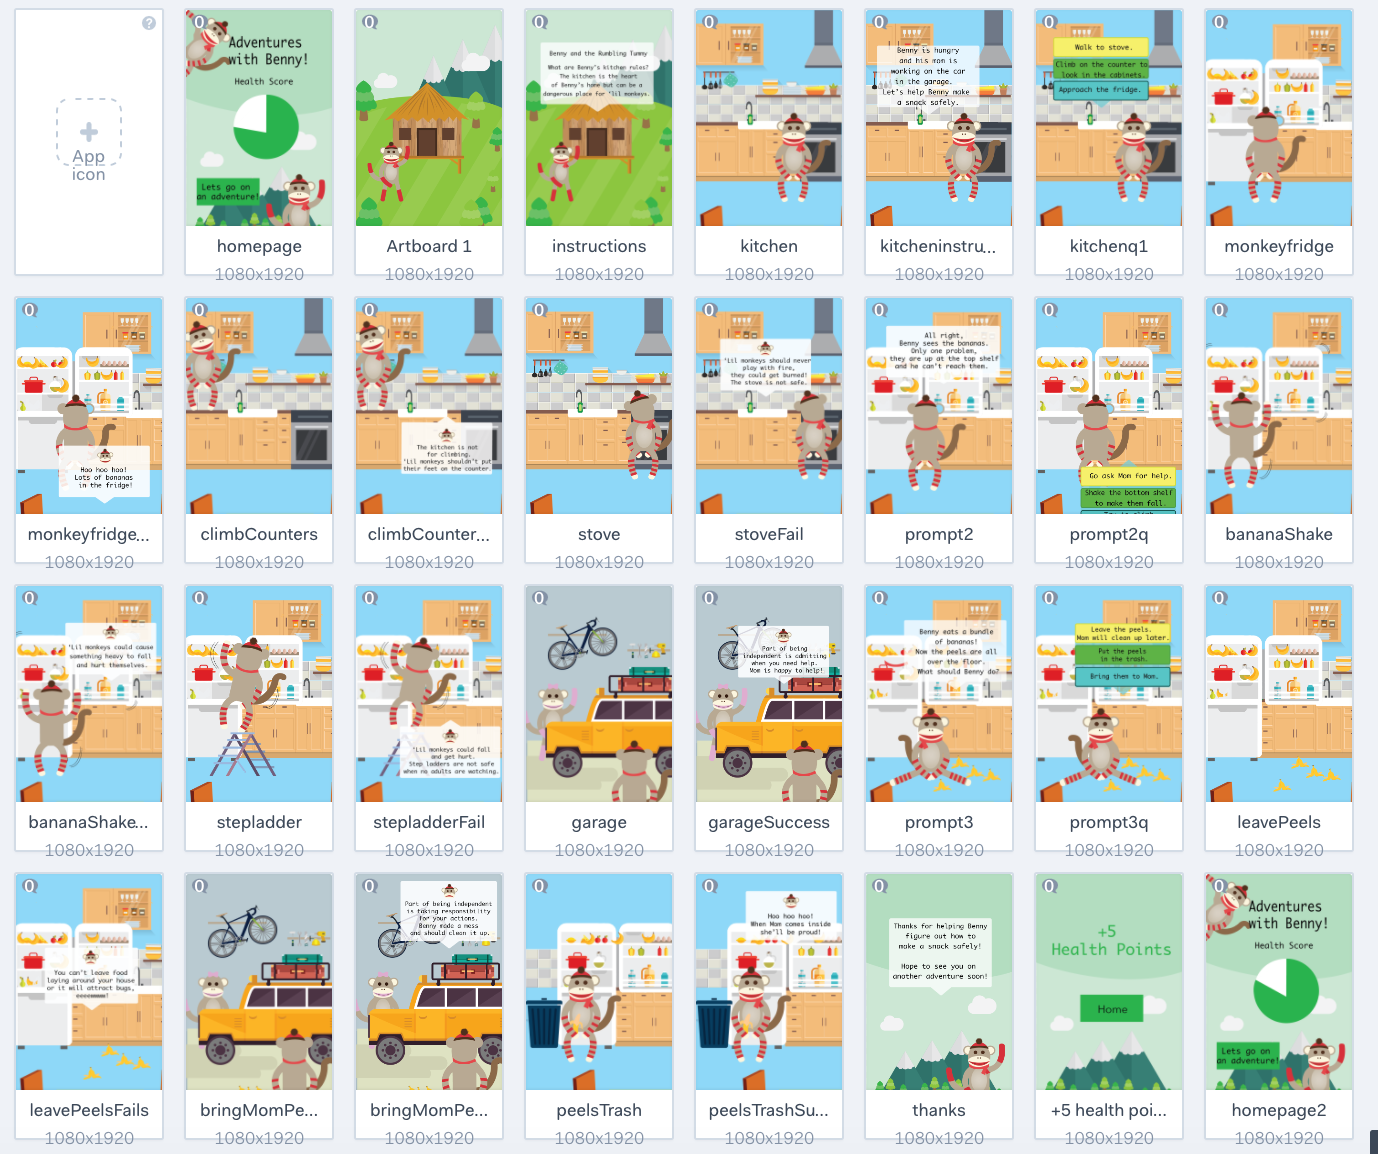 App
icon
Adventures
with Benny!
Health Score
Lets go on
an adventure!
homepage
1080x1920
Artboard 1
1080x1920
Benny and the Rumbling Tummy
What are Benny's kitchen rules?
The kitchen is the heart
of Benny's home but can be a
dangerous place for 'lil monkeys.
instructions
1080x1920
kitchen
1080x1920
Benny is hungry
and his mom is
working on the car
in the garage.
Let's help Benny make
a snack safely.
kitcheninstru...
1080x1920
Walk to stove.
Climb on the counter to
look in the cabinets.
Approach the fridge.
kitchenq1
1080x1920
monkeyfridge
1080x1920
Hoo hoo hoo!
Lots of bananas
in the fridge!
monkeyfridge...
1080x1920
climbCounters
1080x1920
The kitchen is not
for climbing.
'Lil monkeys shouldn't put
their feet on the counter.
climbCounter...
1080x1920
stove
1080x1920
'Lil monkeys should never
play with fire,
they could get burned!
The stove is not safe.
stoveFail
1080x1920
All right,
Benny sees the bananas.
Only one problem,
they are up at the top shelf
and he can't reach them.
prompt2
1080x1920
Go ask Mom for help.
Shake the bottom shelf
to make them fall.
prompt2q
1080x1920
bananaShake
1080x1920
'Lil monkeys could cause
something heavy to fall
and hurt themselves.
bananaShake...
1080x1920
stepladder
1080x1920
'Lil monkeys could fall
and get hurt.
Step ladders are not safe
when no adults are watching.
stepladderFail
1080x1920
garage
1080x1920
Part of being
independent is admitting
when you need help.
Mom is happy to help!
garageSuccess
1080x1920
Benny eats a bundle
of bananas!
Now the peels are all
over the floor.
What should Benny do?
prompt3
1080x1920
Leave the peels.
Mom will clean up later.
Put the peels
in the trash.
Bring them to Mom.
prompt3q
1080x1920
leavePeels
1080x1920
You can't leave food
laying around your house
or it will attract bugs,
leavePeelsFails
1080x1920
bringMomPe...
1080x1920
Part of being independent
is taking responsibility
for your actions.
Benny made a mess
and should clean it up.
bringMomPe...
1080x1920
peelsTrash
1080x1920
Hoo hoo hoo!
When Mom comes inside
she'll be proud!
peelsTrashSu...
1080x1920
Thanks for helping Benny
figure out how to
make a snack safely!
Hope to see you on
another adventure soon!
thanks
1080x1920
+5
Health Points
Home
+5 health poi...
1080x1920
Adventures
with Benny!
Health Score
Lets go on
an adventure!
homepage2
1080x1920